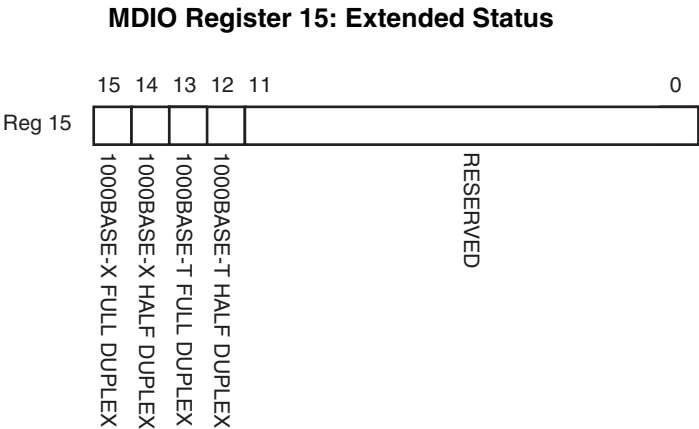 MDIO Register 15: Extended Status
15 14 13 12 11 0
Reg 15
1000BASE-X FULL DUPLEX
1000BASE-X HALF DUPLEX
1000BASE-T FULL DUPLEX
1000BASE-T HALF DUPLEX
RESERVED